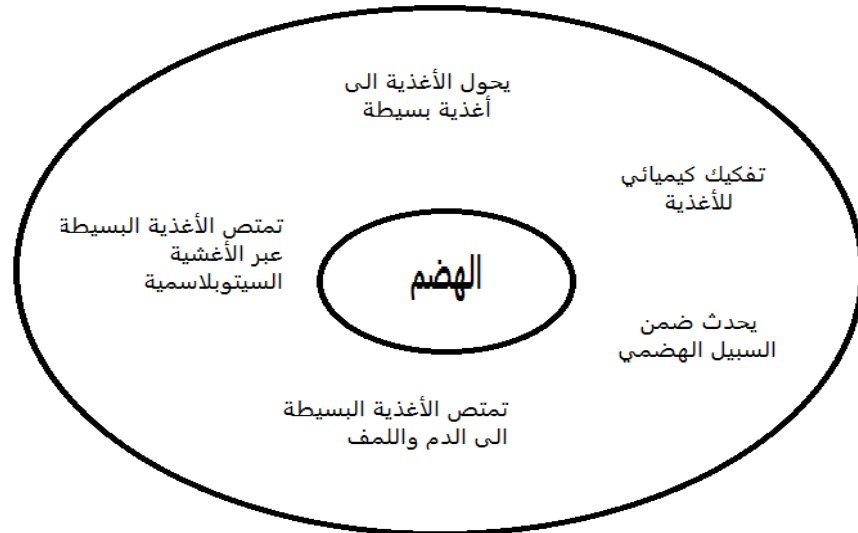 يحول الأغذية الى
أغذية بسيطة
تفكيك كيميائي
للأغذية
تمتص الأغذية البسيطة
عبر الأغشية
السيتوبلاسمية
الهضم
يحدث ضمن
السبيل الهضمي
تمتص الأغذية البسيطة
الى الدم واللمف